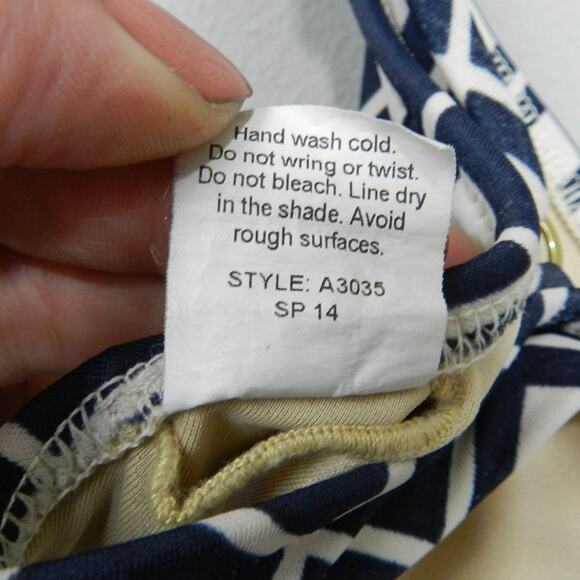 Hand wash cold.
Do not wring or twist.
Do not bleach. Line dry
in the shade. Avoid
rough surfaces.
STYLE: A3035
SP 14